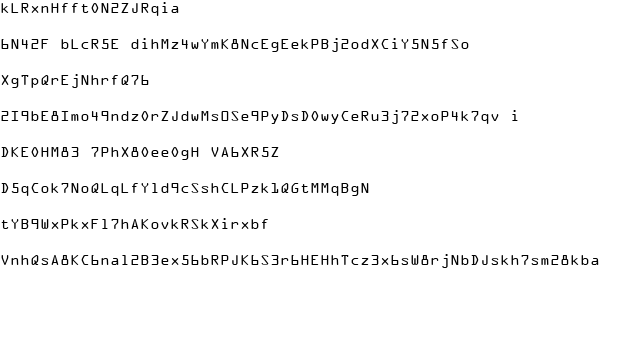 kLRxnHfft0N2ZJRqia
6N42F bLcR5E dihMz4wYmK8NcEgEekPBj2odXCiY5N5fSo
XgTpQrEjNhrfQ76
2I9bE8Imo49ndz0rZJdwMsOSe9PyDsD0wyCeRu3j72xoP4k7qv i
DKE0HM83 7PhX80ee0gH VA6XR5Z
D5qCok7NoQLqLfYld9cSshCLPzk1QGtMMqBgN
tYB9WxPkxFl7hAKovkRSkXirxbf
VnhQsA8KC6nal2B3ex56bRPJK6S3r6HEHhTcz3x6sW8rjNbDJskh7sm28kba